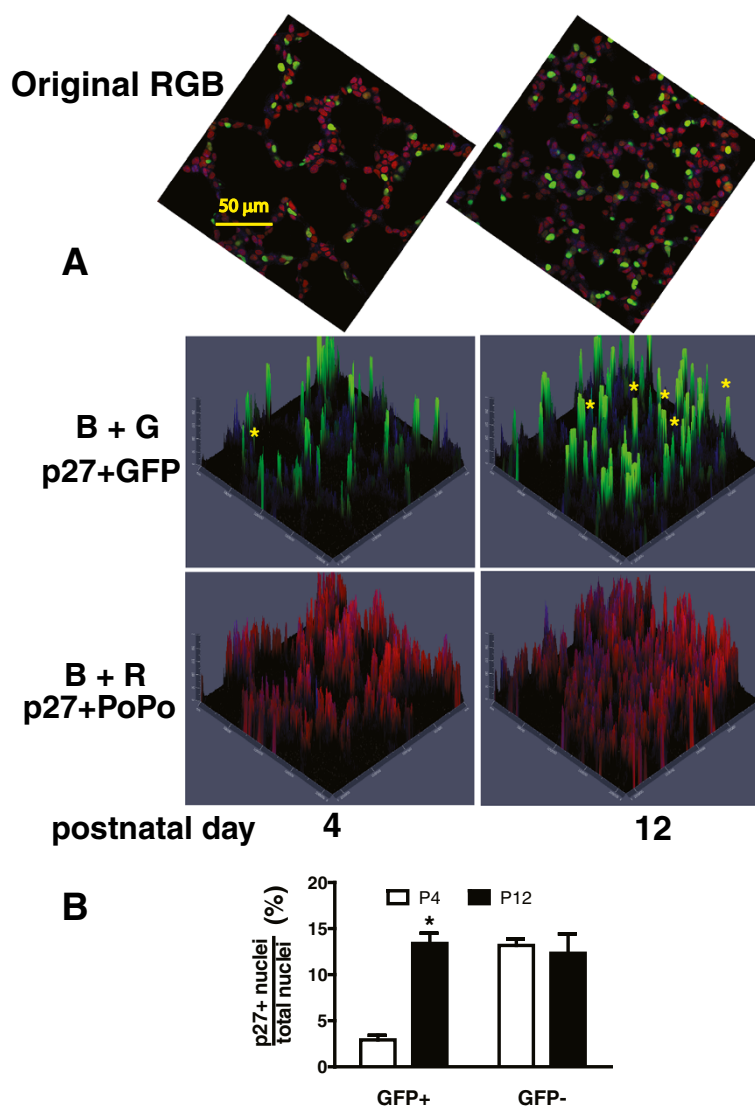 Original RGB
50 µm
A
B + G
p27+GFP
*
* * * * *
B + R
p27+PoPo
postnatal day 4 12
B
p27+ nuclei
total nuclei
(%)
20
15
10
5
0
P4 P12
*
GFP+ GFP-